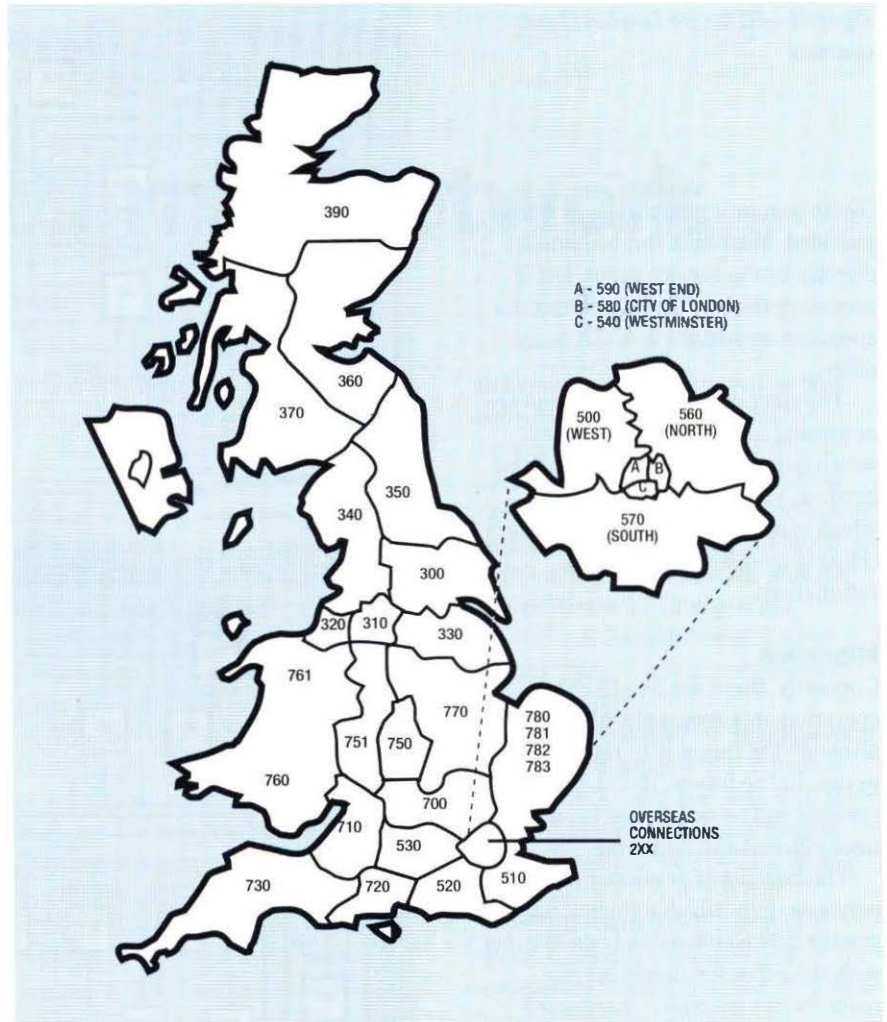 390
A - 590 (WEST END)
B - 580 (CITY OF LONDON)
C - 540 (WESTMINSTER)
360
370
500
(WEST)
560
(NORTH)
A
B
C
570
(SOUTH)
350
340
300
320
310
330
761
770
780
781
782
783
751
750
760
700
710
OVERSEAS
CONNECTIONS
2XX
530
510
730
720
520